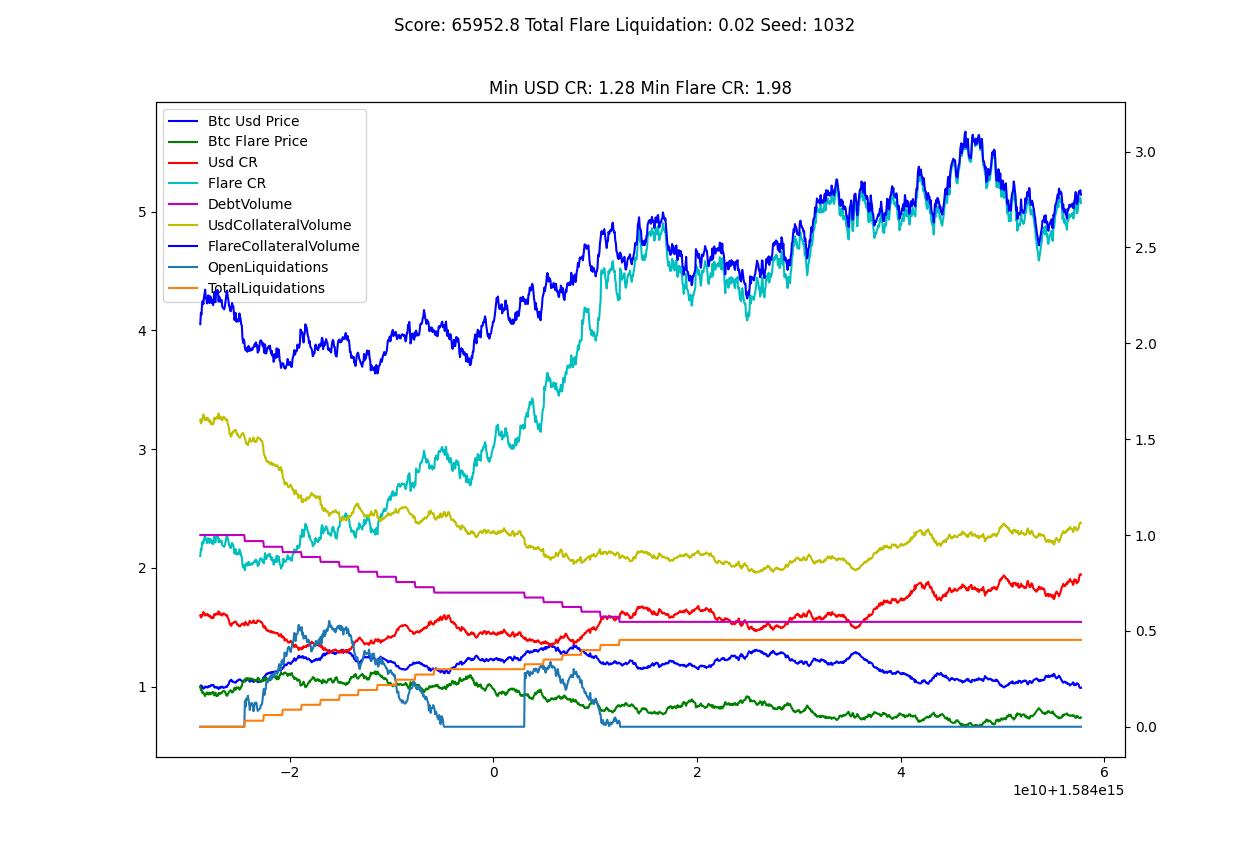 Score: 65952.8 Total Flare Liquidation: 0.02 Seed: 1032
Min USD CR: 1.28 Min Flare CR: 1.98
Btc Usd Price
Btc Flare Price
Usd CR
Flare CR
DebtVolume
UsdCollateralVolume
FlareCollateralVolume
OpenLiquidations
TotalLiquidations
5
4
3
2
1
3.0
2.5
2.0
1.5
1.0
0.5
0.0
−2 0 2 4 6
1e10+1.584e15